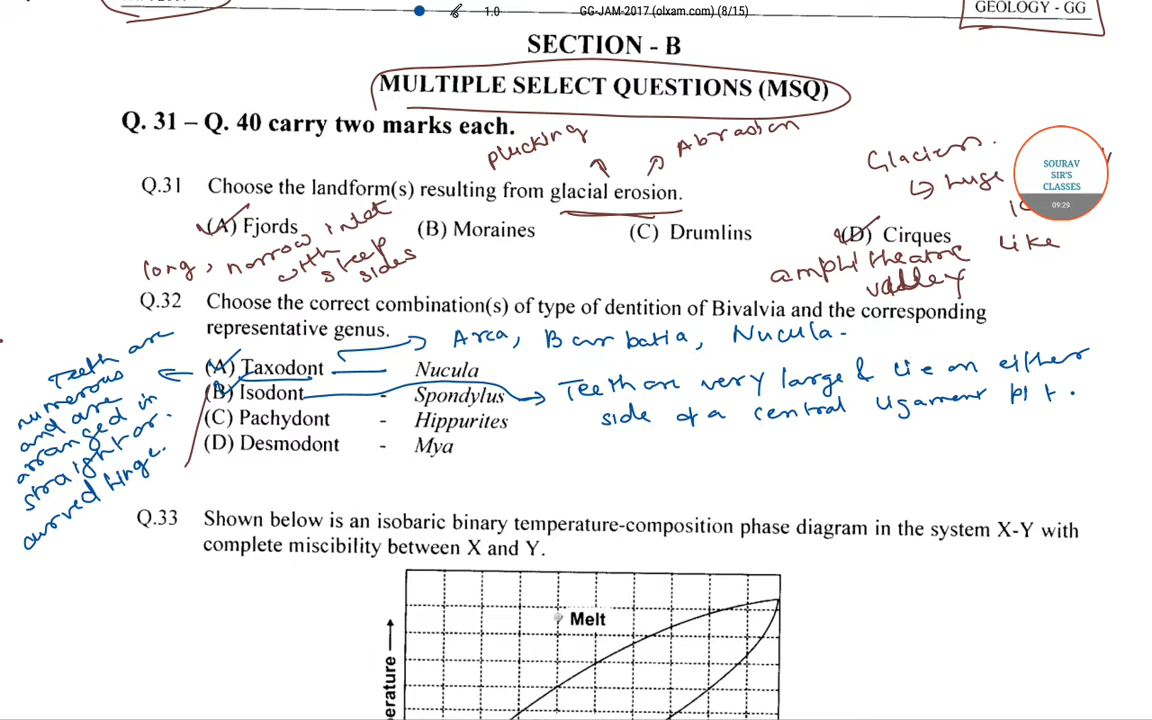 1.0 GG-JAM-2017 (olxam.com) (8/15)
GEOLOGY - GG
SECTION - B
MULTIPLE SELECT QUESTIONS (MSQ)
Q. 31 – Q. 40 carry two marks each.
plucking
Abrasion
Glaciers.
huge
like
SOURAV
SIR'S
CLASSES
09:29
Q.31 Choose the landform(s) resulting from glacial erosion.
(A) Fjords (B) Moraines (C) Drumlins (D) Cirques
long, narrow inlet
with steep
sides
amphitheatre
valley
Q.32 Choose the correct combination(s) of type of dentition of Bivalvia and the corresponding
representative genus.
Arca, Barbatia, Nucula.
(A) Taxodont Nucula
(B) Isodont Spondylus
(C) Pachydont - Hippurites
(D) Desmodont - Mya
Teeth are
numerous
and are
arranged in
straight or
curved hinge.
Teeth are very large & lie on either
side of a central ligament pit.
Q.33 Shown below is an isobaric binary temperature-composition phase diagram in the system X-Y with
complete miscibility between X and Y.
Melt